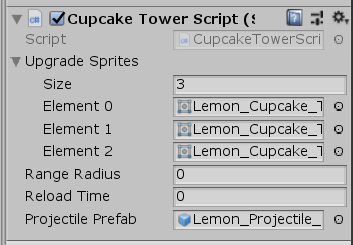 Cupcake Tower Script (S
Script CupcakeTowerScri
Upgrade Sprites
Size 3
Element 0 Lemon_Cupcake_T
Element 1 Lemon_Cupcake_T
Element 2 Lemon_Cupcake_T
Range Radius 0
Reload Time 0
Projectile Prefab Lemon_Projectile_